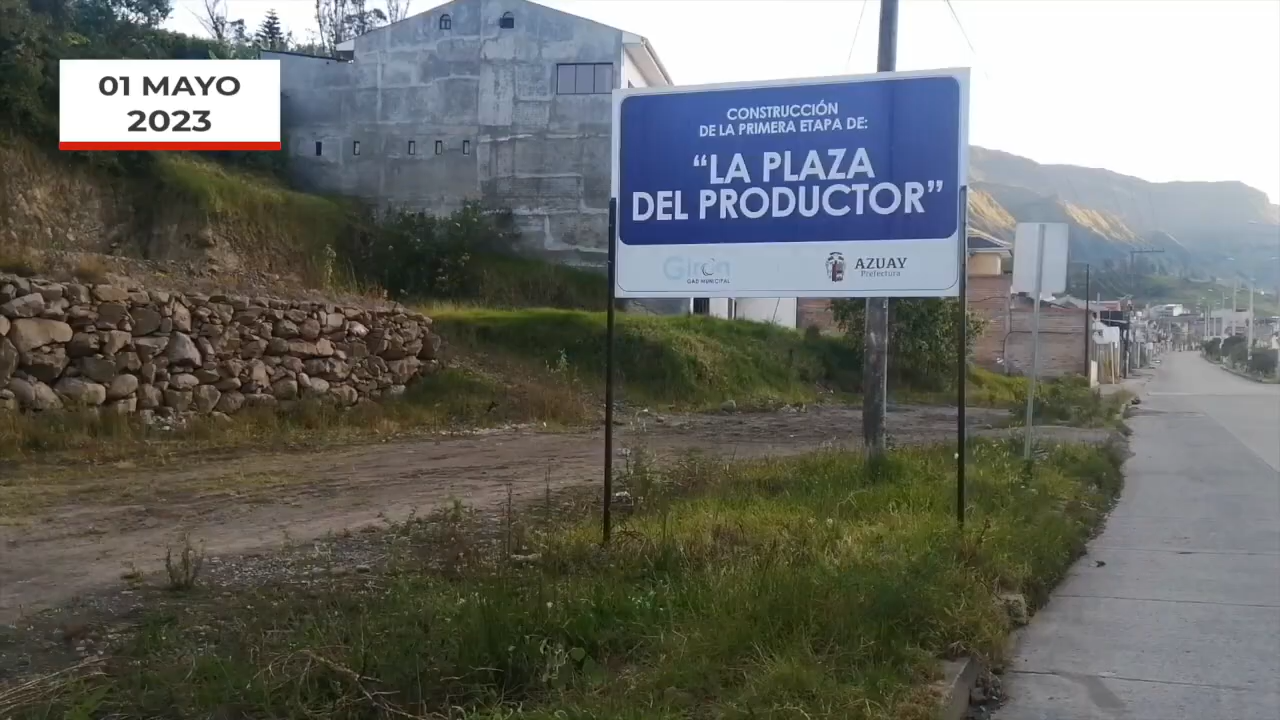 01 MAYO
2023
CONSTRUCCIÓN
DE LA PRIMERA ETAPA DE:
“LA PLAZA
DEL PRODUCTOR”
Girón
GAD MUNICIPAL
AZUAY
Prefectura